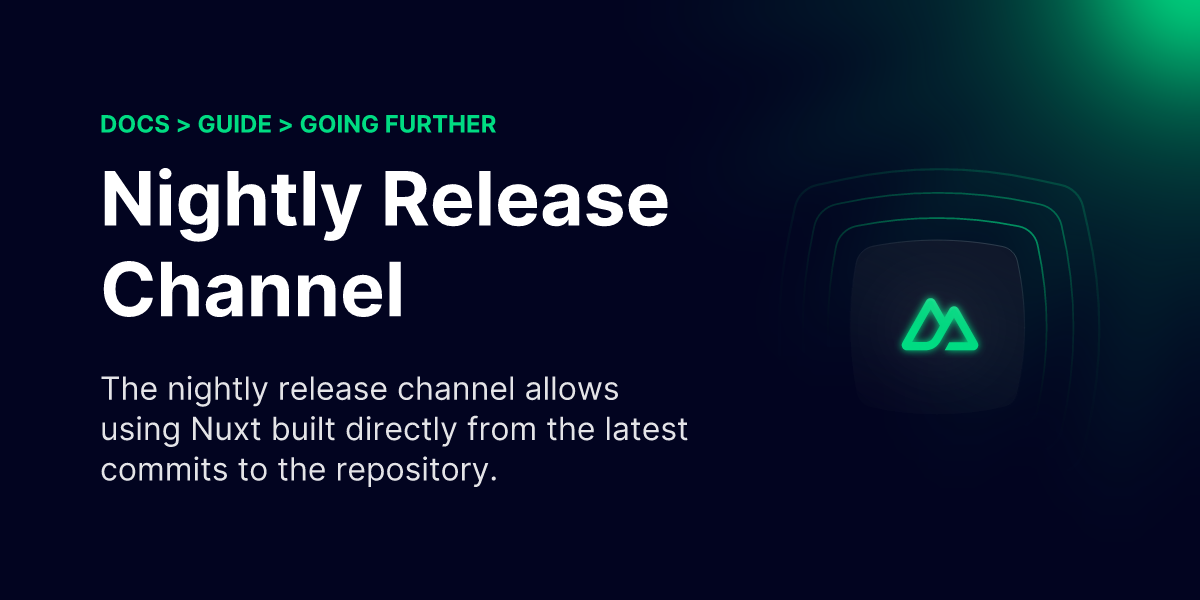 DOCS > GUIDE > GOING FURTHER
Nightly Release
Channel
The nightly release channel allows
using Nuxt built directly from the latest
commits to the repository.